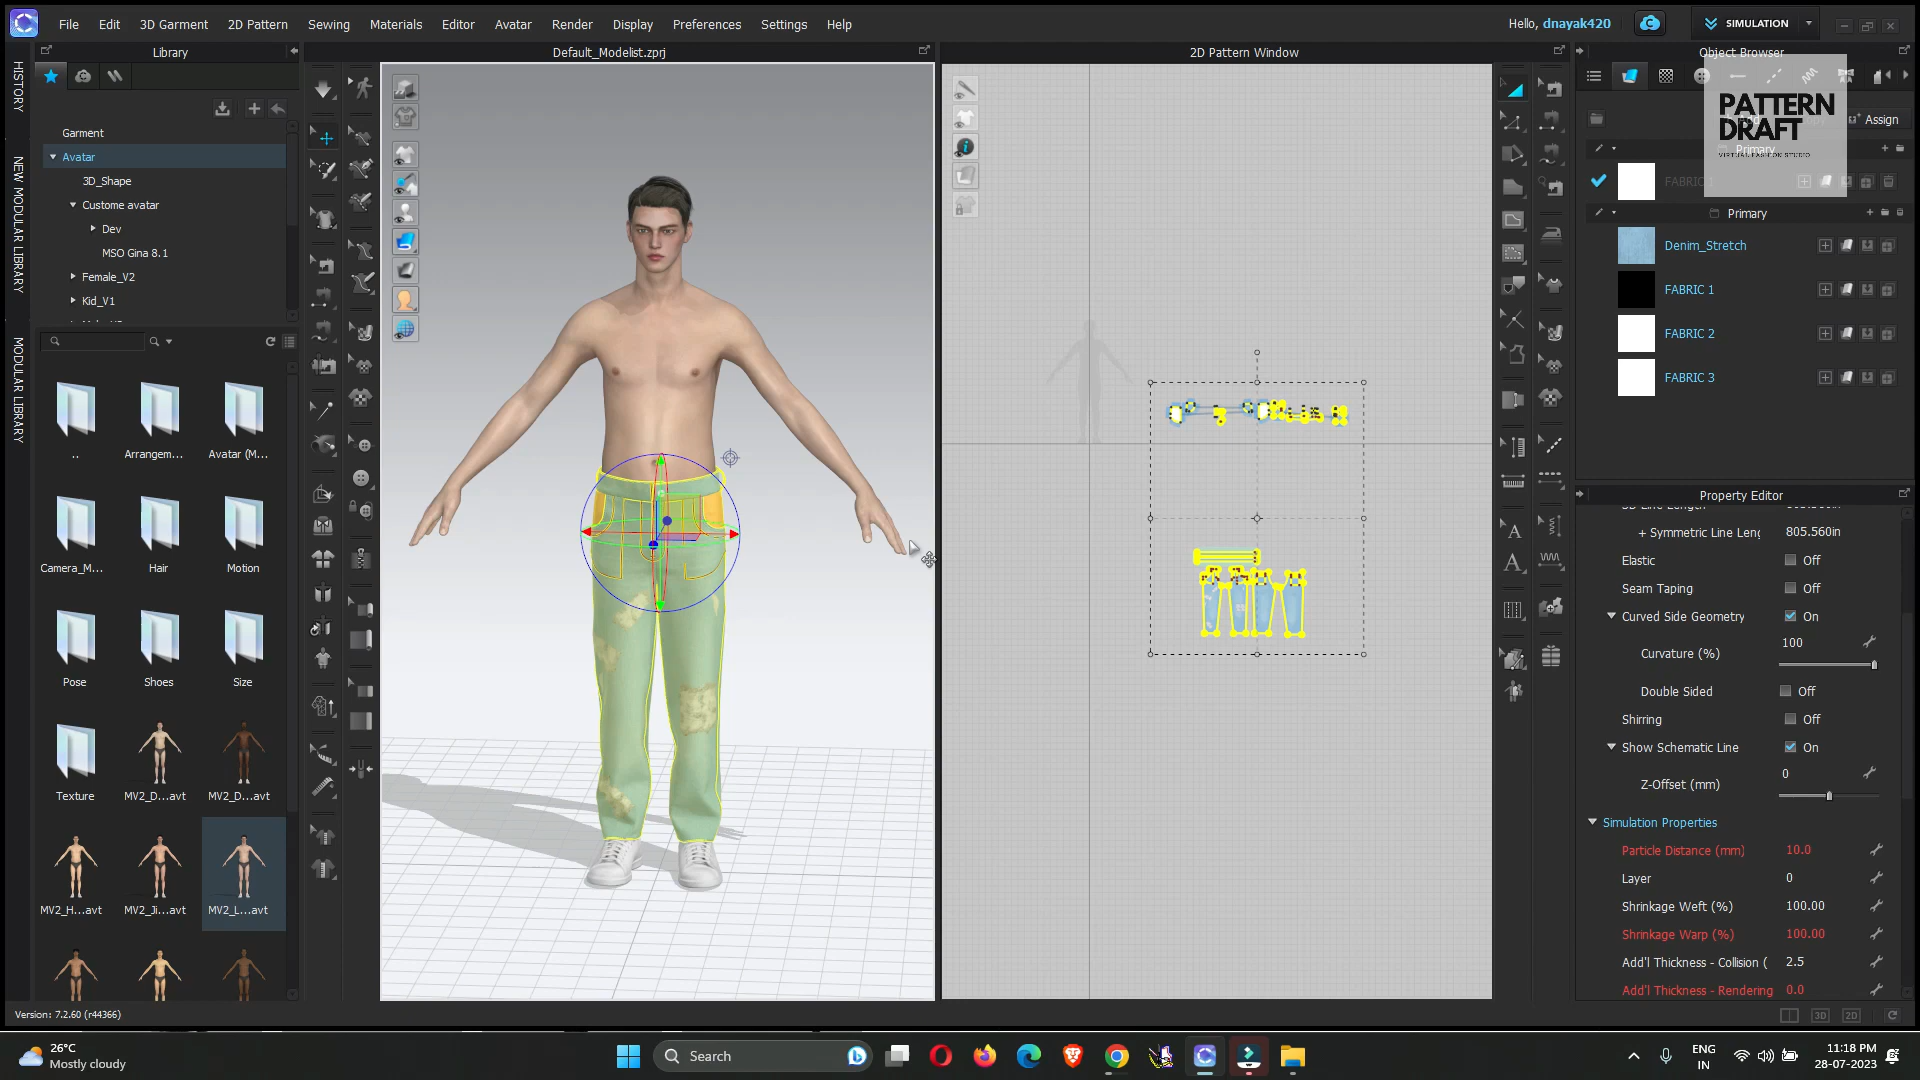 File Edit 3D Garment 2D Pattern Sewing Materials Editor Avatar Render Display Preferences Settings Help
Hello, dnayak420
SIMULATION
Library
Default_Modelist.zprj
2D Pattern Window
Object Browser
HISTORY
NEW MODULAR LIBRARY
MODULAR LIBRARY
Garment
Avatar
3D_Shape
Custome avatar
Dev
MSO Gina 8.1
Female_V2
Kid_V1
..
Arrangem...
Avatar (M...
Camera_M...
Hair
Motion
Pose
Shoes
Size
Texture
MV2_D...avt
MV2_D...avt
MV2_H...avt
MV2_Ji...avt
MV2_L...avt
Assign
PATTERN
DRAFT
VIRTUAL FASHION STUDIO
Primary
FABRIC
Primary
Denim_Stretch
FABRIC 1
FABRIC 2
FABRIC 3
Property Editor
+ Symmetric Line Leng 805.560in
Elastic Off
Seam Taping Off
Curved Side Geometry On
Curvature (%) 100
Double Sided Off
Shirring Off
Show Schematic Line On
Z-Offset (mm) 0
Simulation Properties
Particle Distance (mm) 10.0
Layer 0
Shrinkage Weft (%) 100.00
Shrinkage Warp (%) 100.00
Add'l Thickness - Collision ( 2.5
Add'l Thickness - Rendering 0.0
Version: 7.2.60 (r44366)
3D 2D
26°C
Mostly cloudy
Search
ENG
IN
11:18 PM
28-07-2023